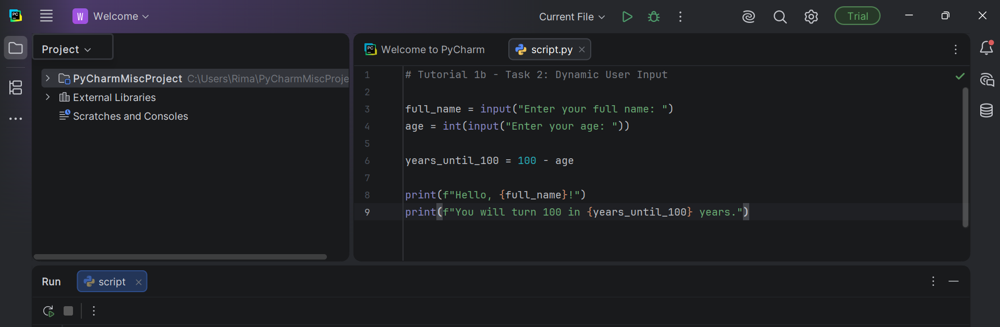 PC
W Welcome
Current File
Trial
Project
PyCharmMiscProject C:\Users\Rima\PyCharmMiscProje
External Libraries
Scratches and Consoles
PC Welcome to PyCharm
script.py
1 # Tutorial 1b - Task 2: Dynamic User Input
2
3 full_name = input("Enter your full name: ")
4 age = int(input("Enter your age: "))
5
6 years_until_100 = 100 - age
7
8 print(f"Hello, {full_name}!")
9 print(f"You will turn 100 in {years_until_100} years.")
Run script